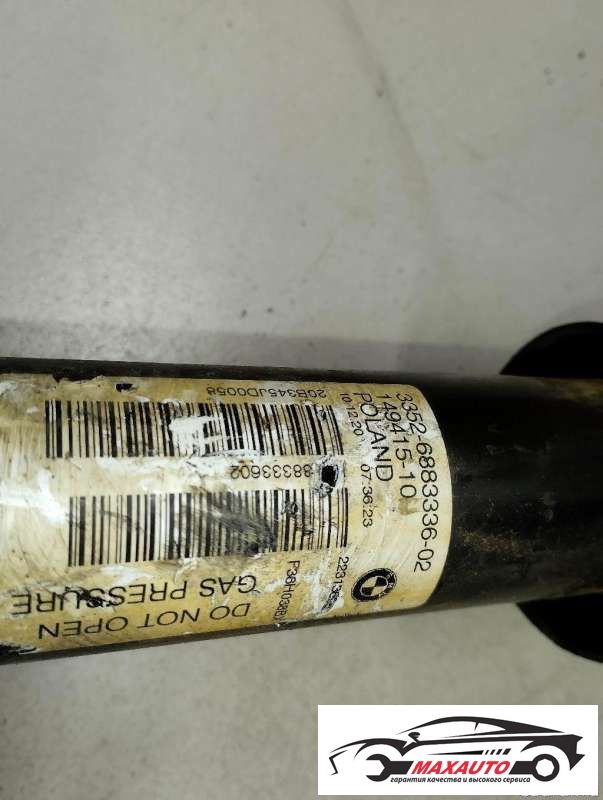 3352-6883336-02
149415-10
POLAND
10.12.20 07:36:23
20B345JD0058
88333602
GAS PRESSURE
DO NOT OPEN
MAXAUTO
гарантия качества и высокого сервиса